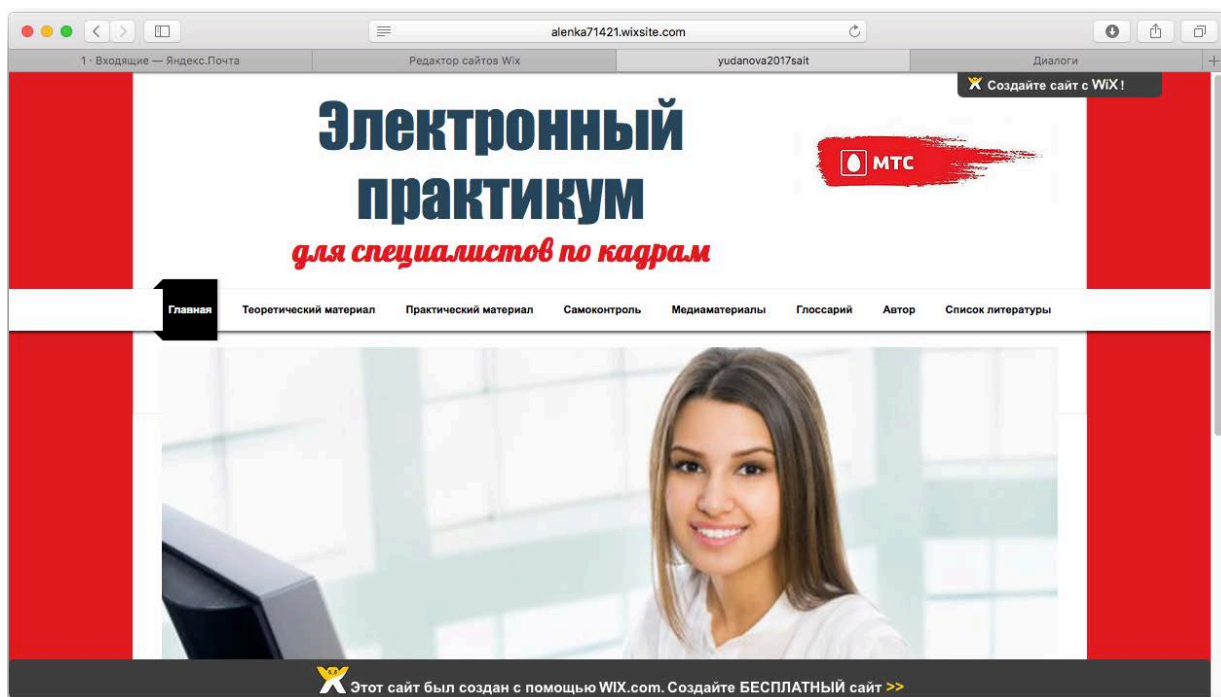 alenka71421.wixsite.com
1 · Входящие — Яндекс.Почта
Редактор сайтов Wix
yudanova2017sait
Диалоги
Создайте сайт с WiX!
Электронный
практикум
для специалистов по кадрам
МТС
Главная
Теоретический материал
Практический материал
Самоконтроль
Медиаматериалы
Глоссарий
Автор
Список литературы
Этот сайт был создан с помощью WIX.com. Создайте БЕСПЛАТНЫЙ сайт >>